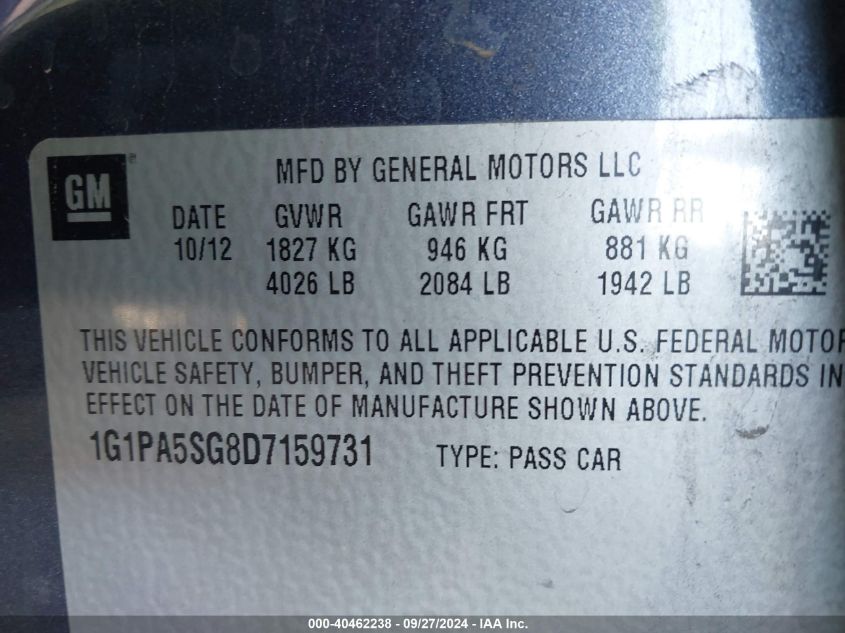 GM
MFD BY GENERAL MOTORS LLC
DATE GVWR GAWR FRT GAWR RR
10/12 1827 KG 946 KG 881 KG
4026 LB 2084 LB 1942 LB
THIS VEHICLE CONFORMS TO ALL APPLICABLE U.S. FEDERAL MOTOR
VEHICLE SAFETY, BUMPER, AND THEFT PREVENTION STANDARDS IN
EFFECT ON THE DATE OF MANUFACTURE SHOWN ABOVE.
1G1PA5SG8D7159731 TYPE: PASS CAR
000-40462238 - 09/27/2024 - IAA Inc.